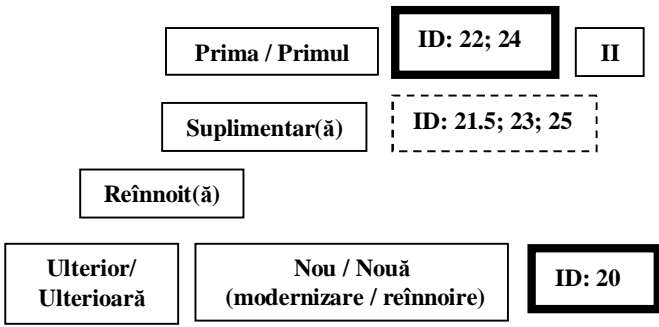 Prima / Primul ID: 22; 24 II
Suplimentar(ă) ID: 21.5; 23; 25
Reînnoit(ă)
Ulterior/
Ulterioară
Nou / Nouă
(modernizare / reînnoire)
ID: 20